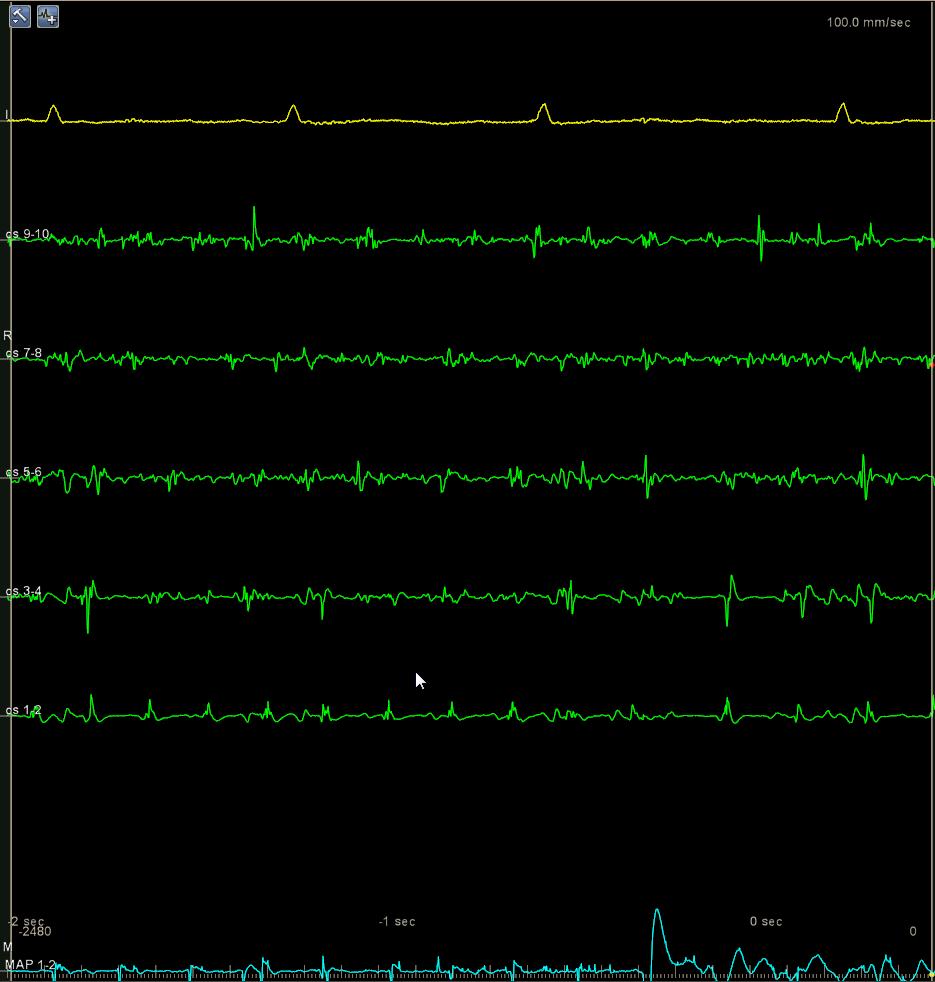 100.0 mm/sec
I
cs 9-10
R
cs 7-8
cs 5-6
cs 3-4
cs 1-2
-2 sec
-1 sec
0 sec
-2480
0
M
MAP 1-2